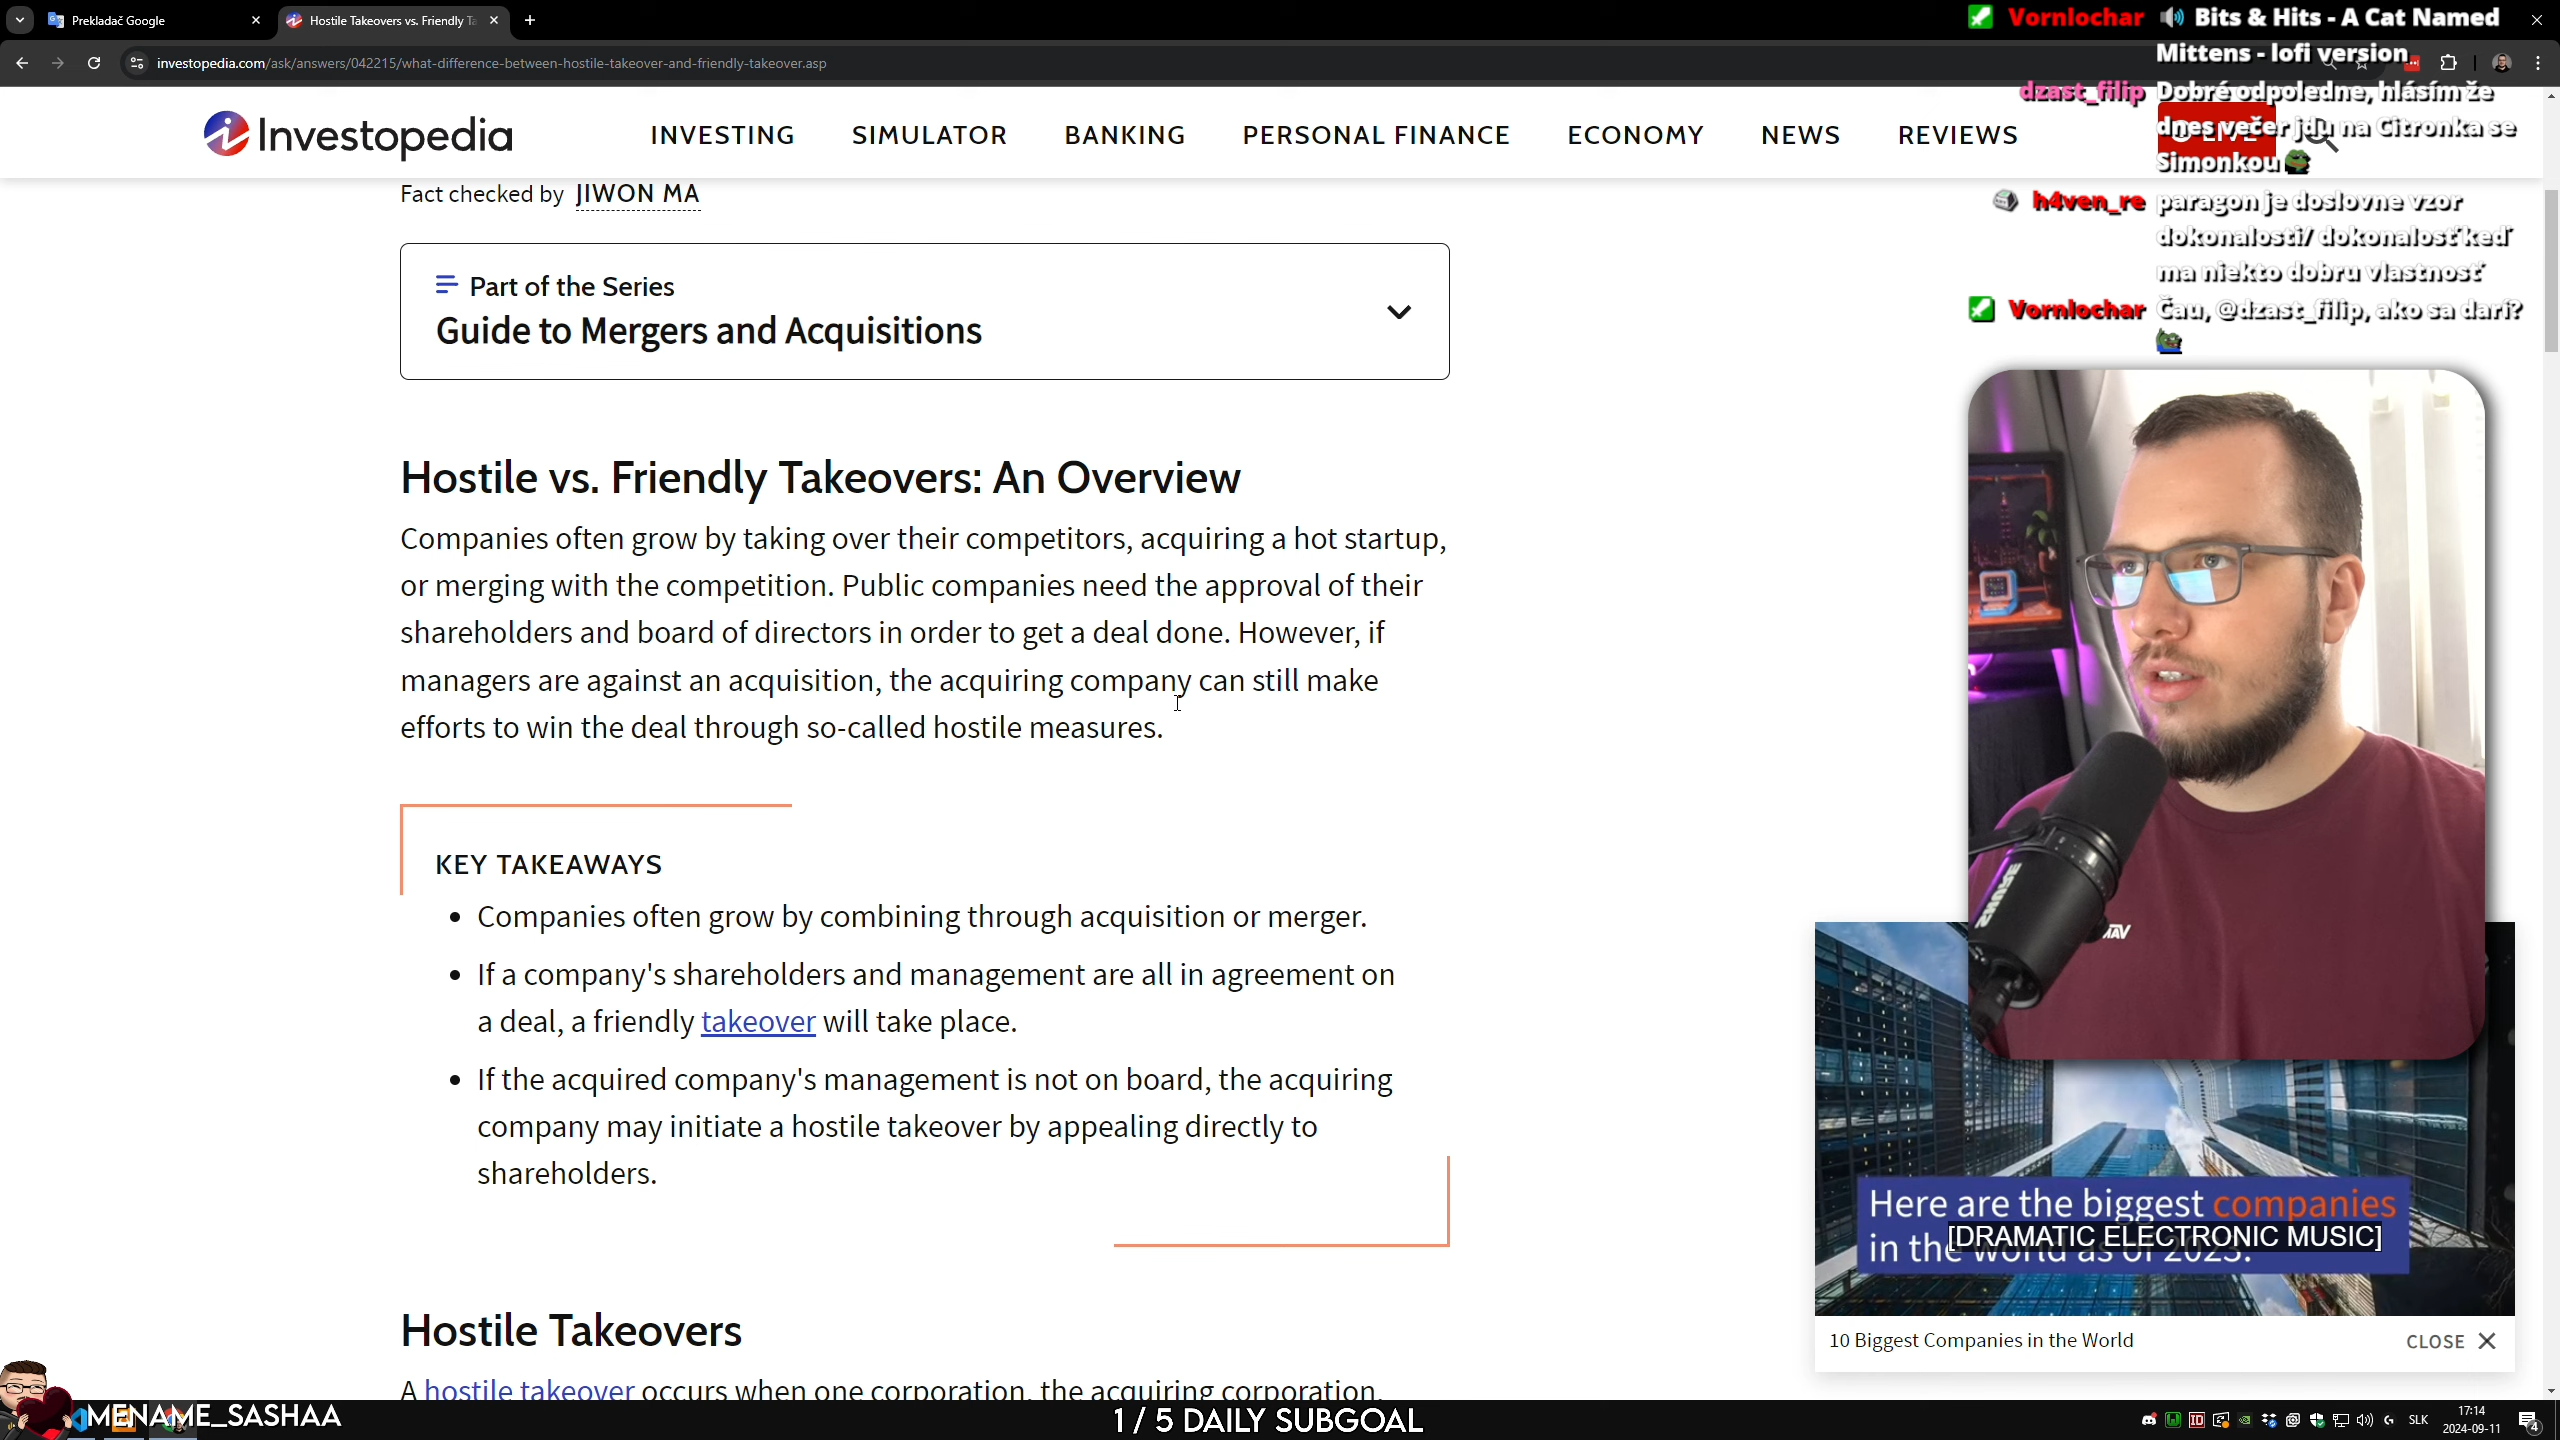 Prekladač Google
Hostile Takeovers vs. Friendly Ta
investopedia.com/ask/answers/042215/what-difference-between-hostile-takeover-and-friendly-takeover.asp
Vornlochar Bits & Hits - A Cat Named
Mittens - lofi version
dzast_filip Dobré odpoledne, hlásím že
dnes večer jdu na Citronka se
Simonkou
h4ven_re paragon je doslovne vzor
dokonalosti/ dokonalosť keď
ma niekto dobru vlastnosť
Vornlochar Čau, @dzast_filip, ako sa darí?
Investopedia
INVESTING
SIMULATOR
BANKING
PERSONAL FINANCE
ECONOMY
NEWS
REVIEWS
LIVE
Fact checked by JIWON MA
Part of the Series
Guide to Mergers and Acquisitions
Hostile vs. Friendly Takeovers: An Overview
Companies often grow by taking over their competitors, acquiring a hot startup,
or merging with the competition. Public companies need the approval of their
shareholders and board of directors in order to get a deal done. However, if
managers are against an acquisition, the acquiring company can still make
efforts to win the deal through so-called hostile measures.
KEY TAKEAWAYS
Companies often grow by combining through acquisition or merger.
If a company's shareholders and management are all in agreement on
a deal, a friendly takeover will take place.
If the acquired company's management is not on board, the acquiring
company may initiate a hostile takeover by appealing directly to
shareholders.
Hostile Takeovers
A hostile takeover occurs when one corporation, the acquiring corporation,
SHURE
Here are the biggest companies
in the world as of 2023.
[DRAMATIC ELECTRONIC MUSIC]
10 Biggest Companies in the World
CLOSE
MENAME_SASHAA
1 / 5 DAILY SUBGOAL
SLK
17:14
2024-09-11
4